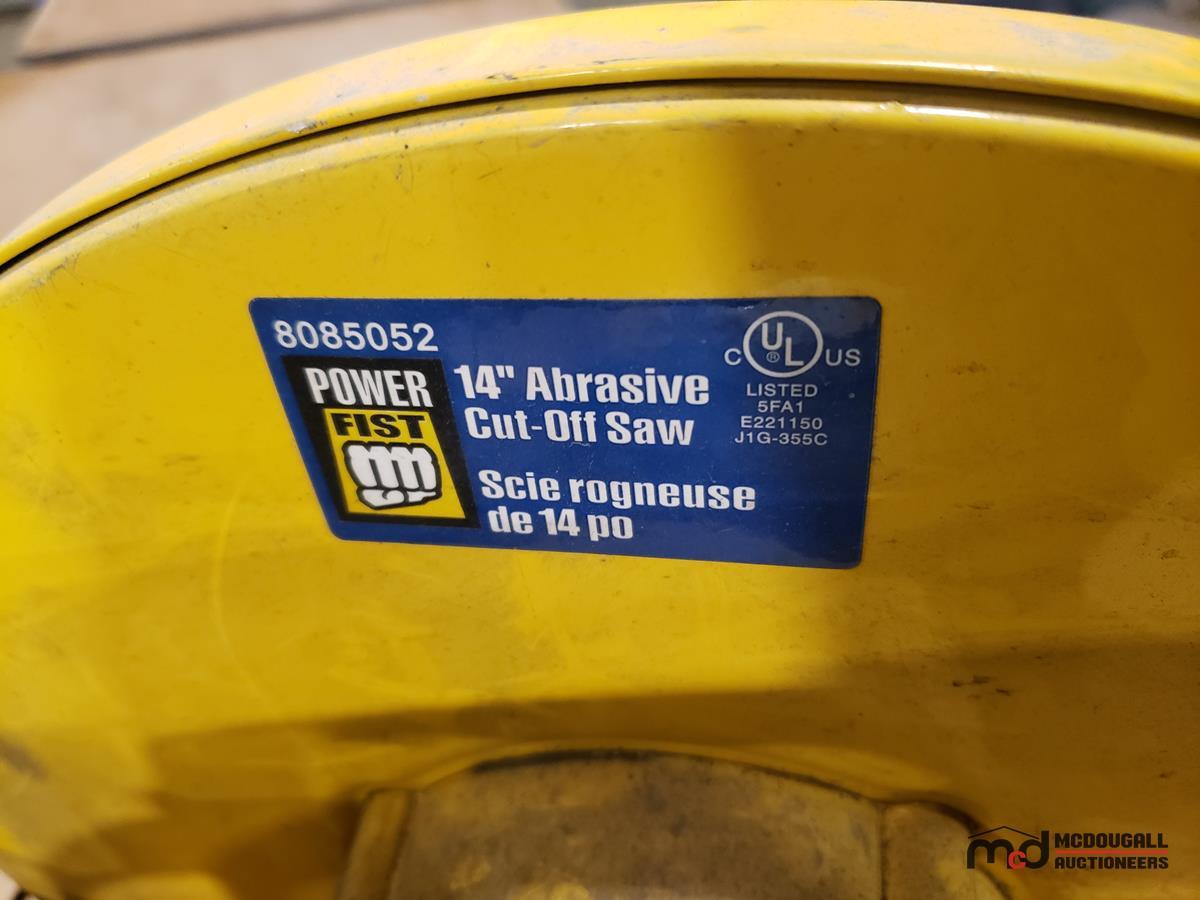 8085052
POWER
FIST
14" Abrasive
Cut-Off Saw
Scie rogneuse
de 14 po
C UL ® US
LISTED
5FA1
E221150
J1G-355C
mcd MCDOUGALL
AUCTIONEERS